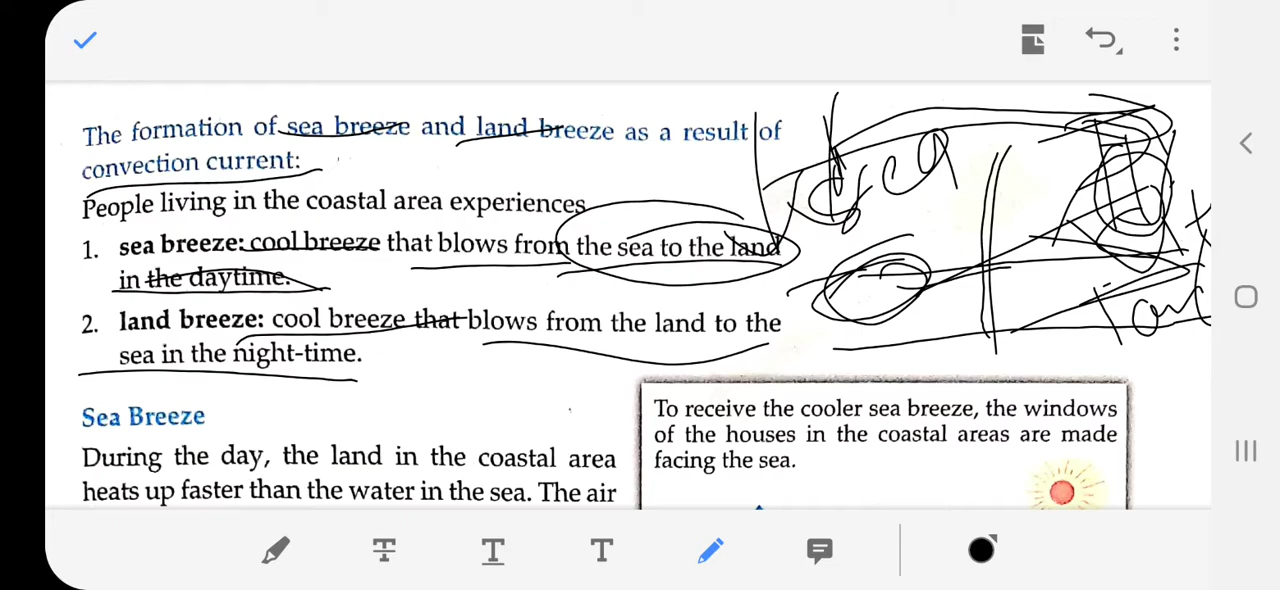 The formation of sea breeze and land breeze as a result of
convection current:
People living in the coastal area experiences
1. sea breeze: cool breeze that blows from the sea to the land
in the daytime.
2. land breeze: cool breeze that blows from the land to the
sea in the night-time.
Sea
Sea Breeze
During the day, the land in the coastal area
heats up faster than the water in the sea. The air
To receive the cooler sea breeze, the windows
of the houses in the coastal areas are made
facing the sea.